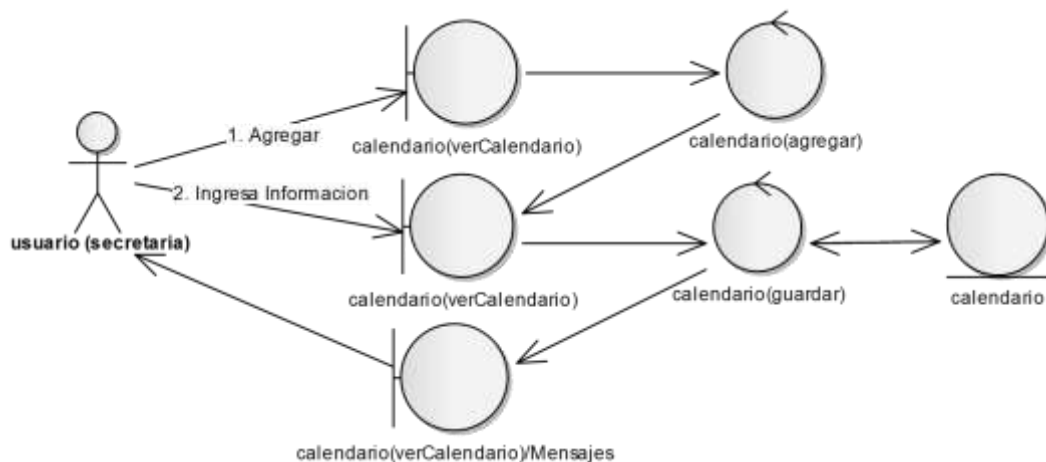 1. Agregar
calendario(verCalendario)
calendario(agregar)
2. Ingresa Informacion
usuario (secretaria)
calendario(verCalendario)
calendario(guardar)
calendario
calendario(verCalendario)/Mensajes